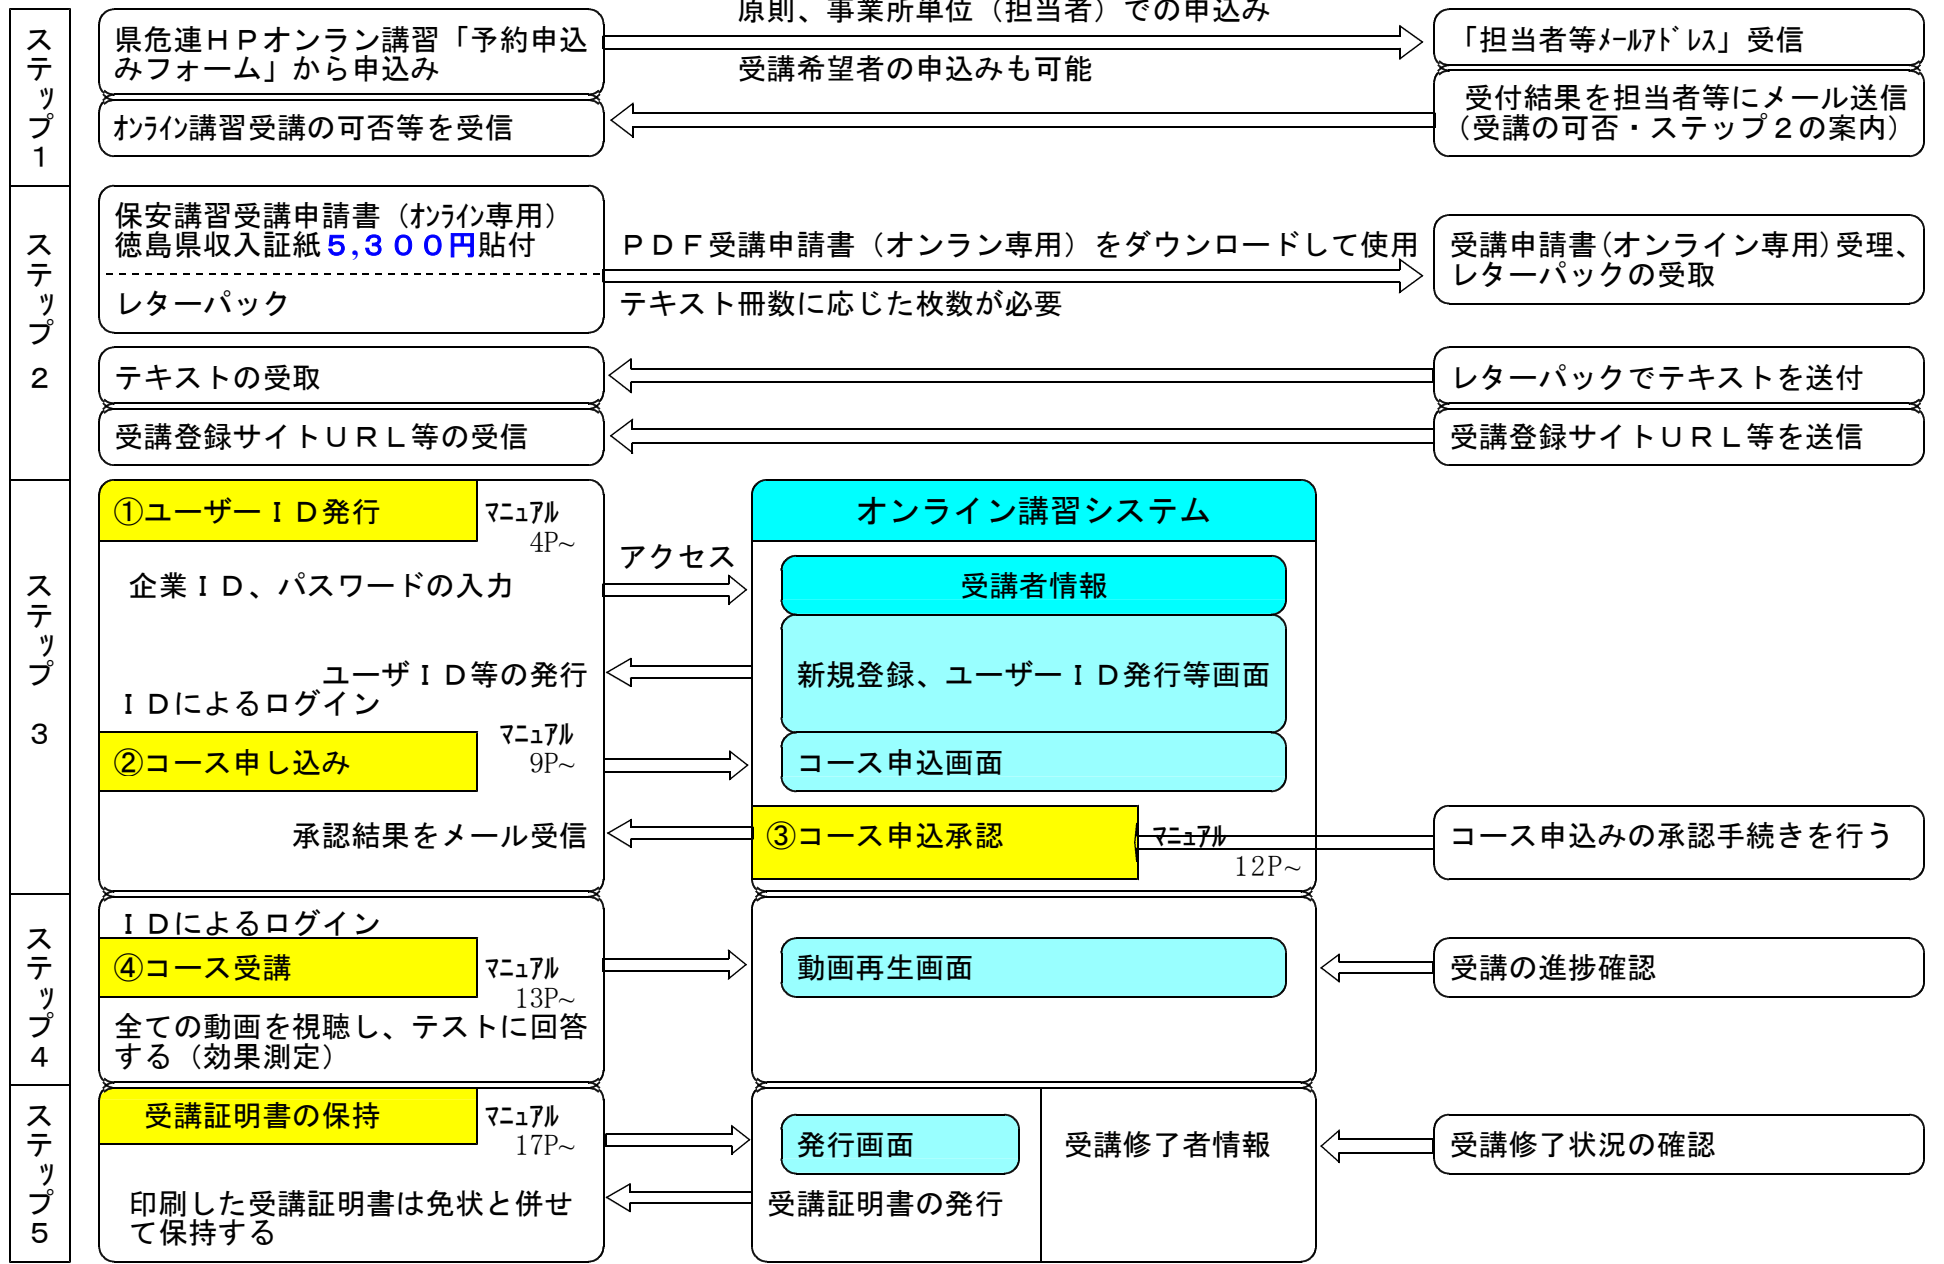 ステップ1
県危連HPオンラン講習「予約申込
みフォーム」から申込み
原則、事業所単位（担当者）での申込み
受講希望者の申込みも可能
「担当者等ﾒｰﾙｱﾄﾞﾚｽ」受信
受付結果を担当者等にメール送信
（受講の可否・ステップ２の案内）
ｵﾝﾗｲﾝ講習受講の可否等を受信
ステップ 2
保安講習受講申請書（ｵﾝﾗｲﾝ専用）
徳島県収入証紙５,３００円貼付
レターパック
ＰＤＦ受講申請書（オンラン専用）をダウンロードして使用
テキスト冊数に応じた枚数が必要
受講申請書(オンライン専用)受理、
レターパックの受取
テキストの受取
レターパックでテキストを送付
受講登録サイトＵＲＬ等の受信
受講登録サイトＵＲＬ等を送信
ステップ 3
①ユーザーＩＤ発行
ﾏﾆｭｱﾙ
4P~
企業ＩＤ、パスワードの入力
アクセス
オンライン講習システム
受講者情報
ユーザＩＤ等の発行
新規登録、ユーザーＩＤ発行等画面
ＩＤによるログイン
②コース申し込み
ﾏﾆｭｱﾙ
9P~
コース申込画面
承認結果をメール受信
③コース申込承認
ﾏﾆｭｱﾙ
12P~
コース申込みの承認手続きを行う
ステップ4
ＩＤによるログイン
④コース受講
ﾏﾆｭｱﾙ
13P~
全ての動画を視聴し、テストに回答
する（効果測定）
動画再生画面
受講の進捗確認
ステップ5
受講証明書の保持
ﾏﾆｭｱﾙ
17P~
印刷した受講証明書は免状と併せ
て保持する
発行画面
受講証明書の発行
受講修了者情報
受講修了状況の確認